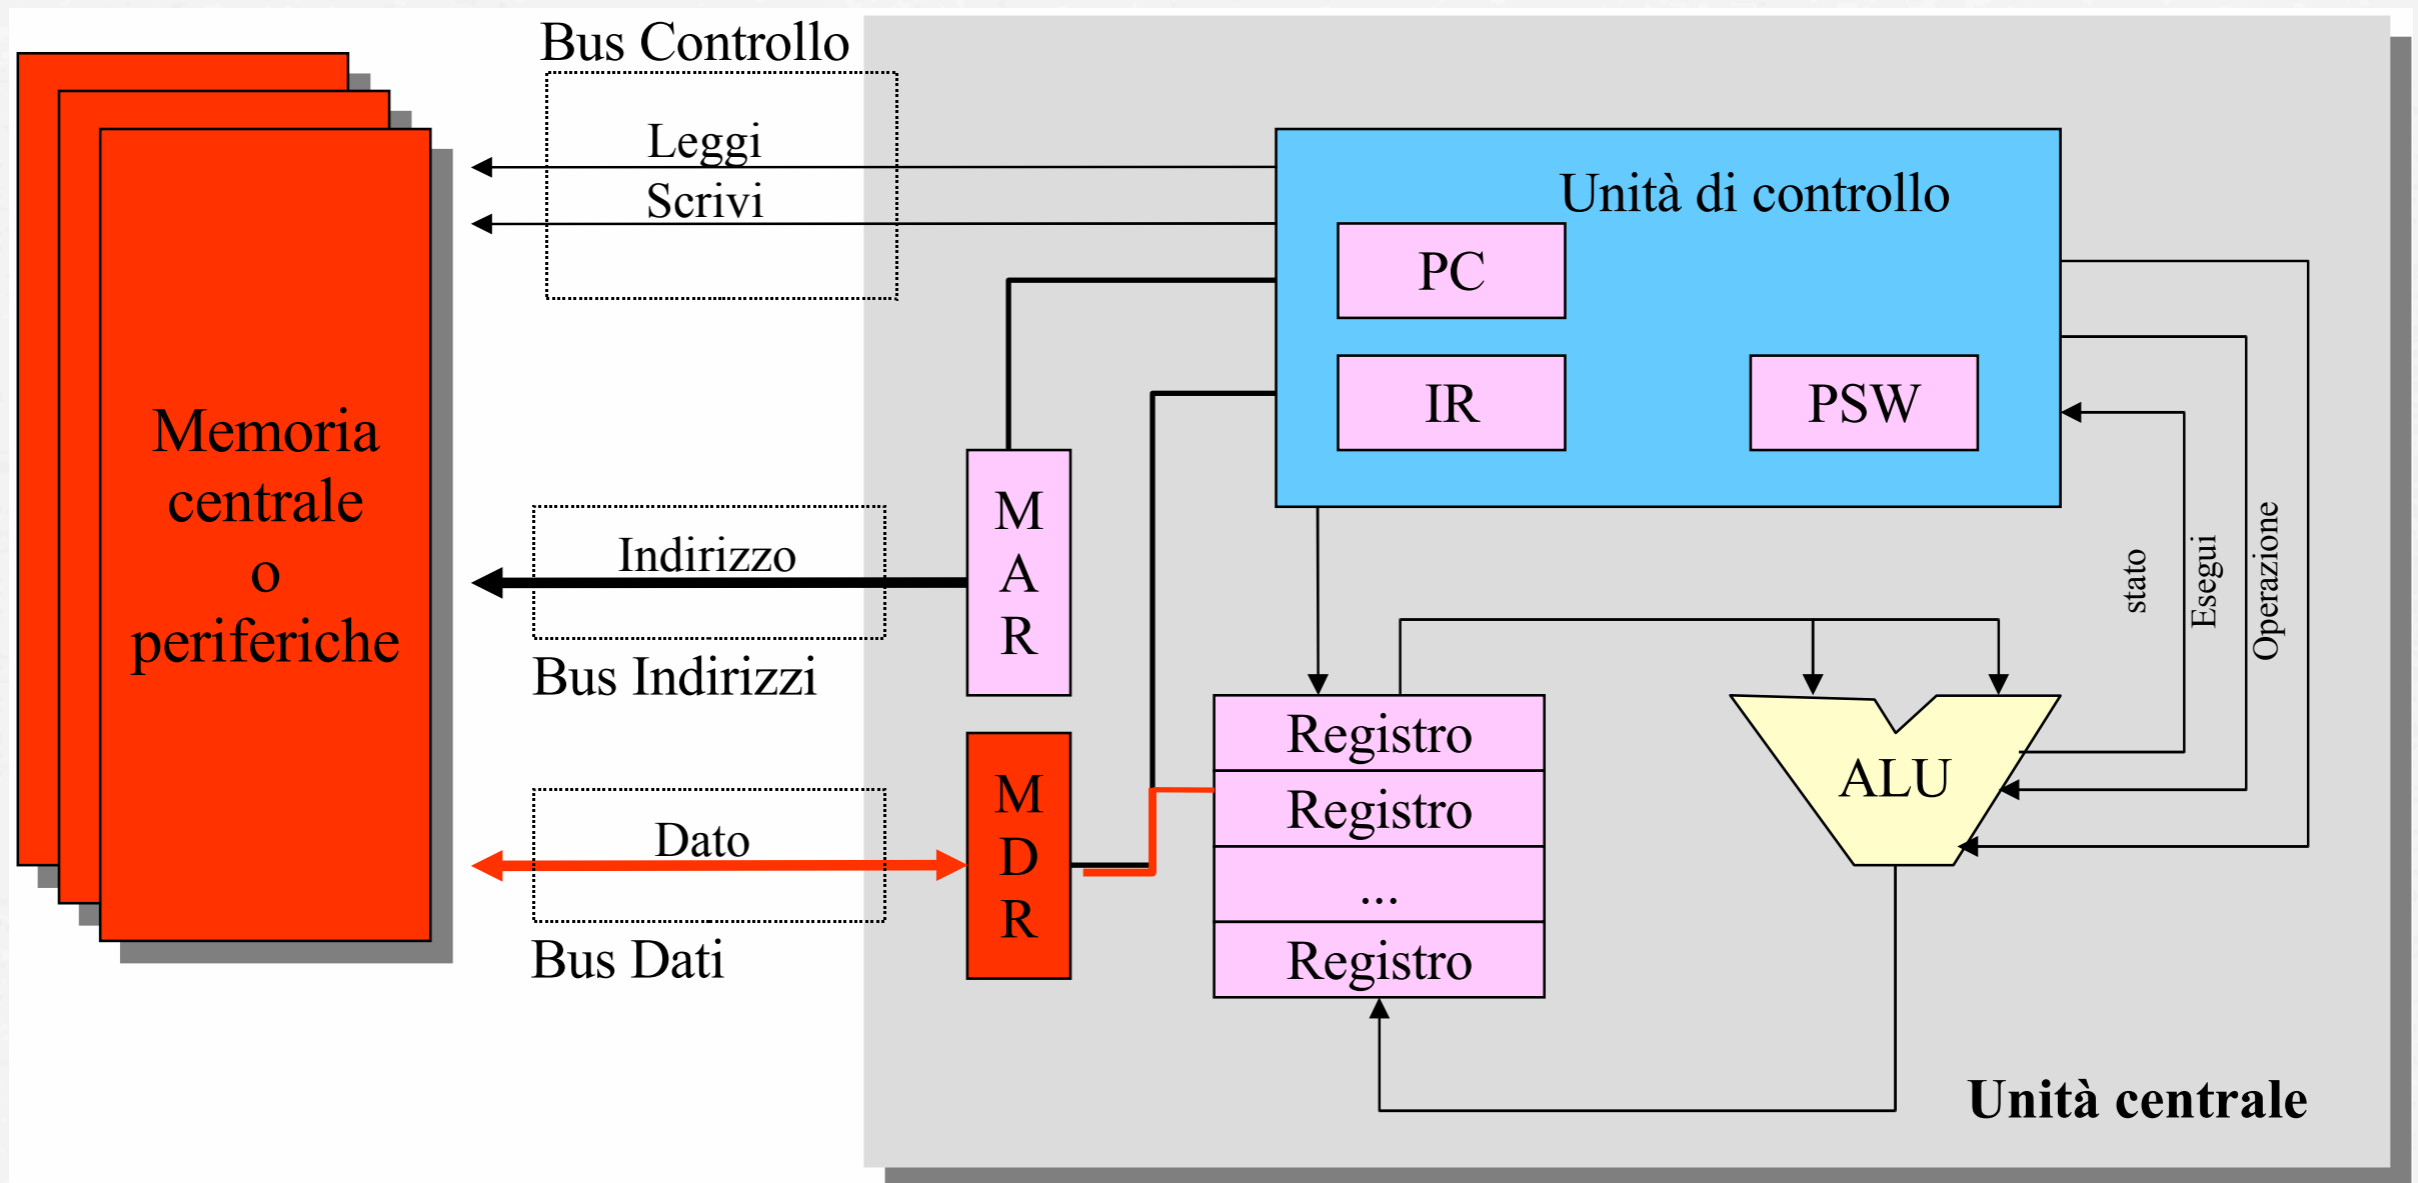 Bus Controllo
Leggi
Scrivi
Unità di controllo
PC
IR
PSW
Memoria
centrale
o
periferiche
Indirizzo
Bus Indirizzi
M
A
R
stato
Esegui
Operazione
Dato
Bus Dati
M
D
R
Registro
Registro
...
Registro
ALU
Unità centrale